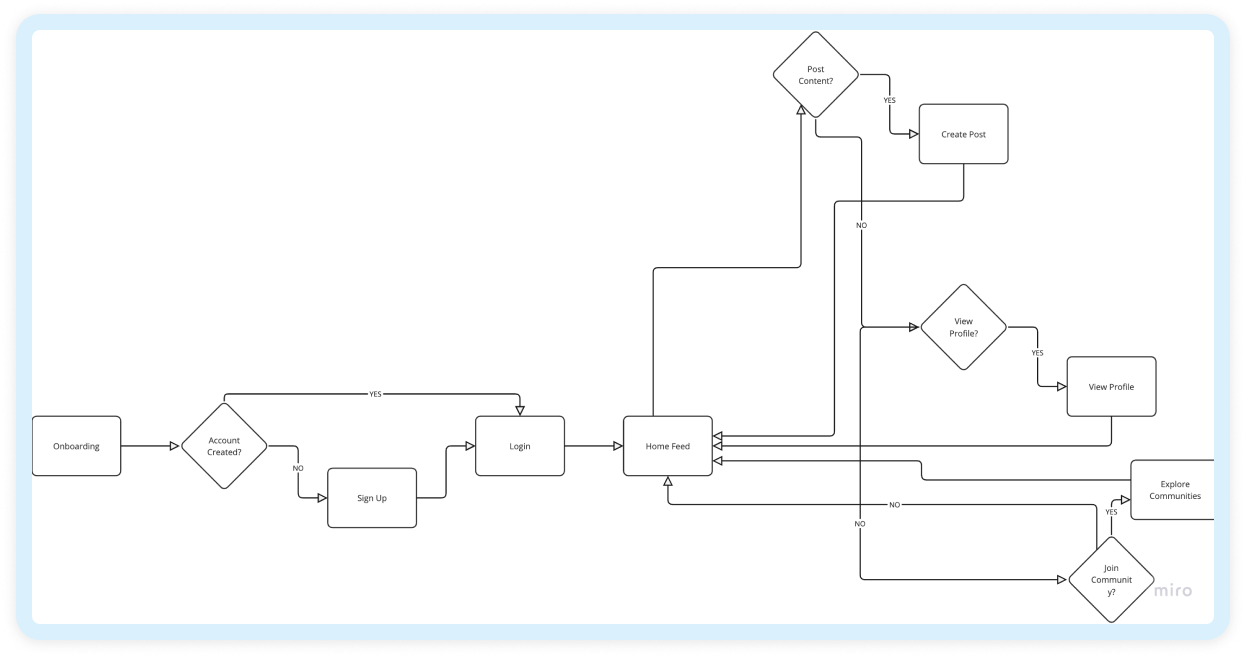 Post
Content?
YES
Create Post
NO
View
Profile?
YES
View Profile
YES
Onboarding
Account
Created?
NO
Sign Up
Login
Home Feed
Explore
Communities
NO
YES
NO
Join
Communit
y?
miro